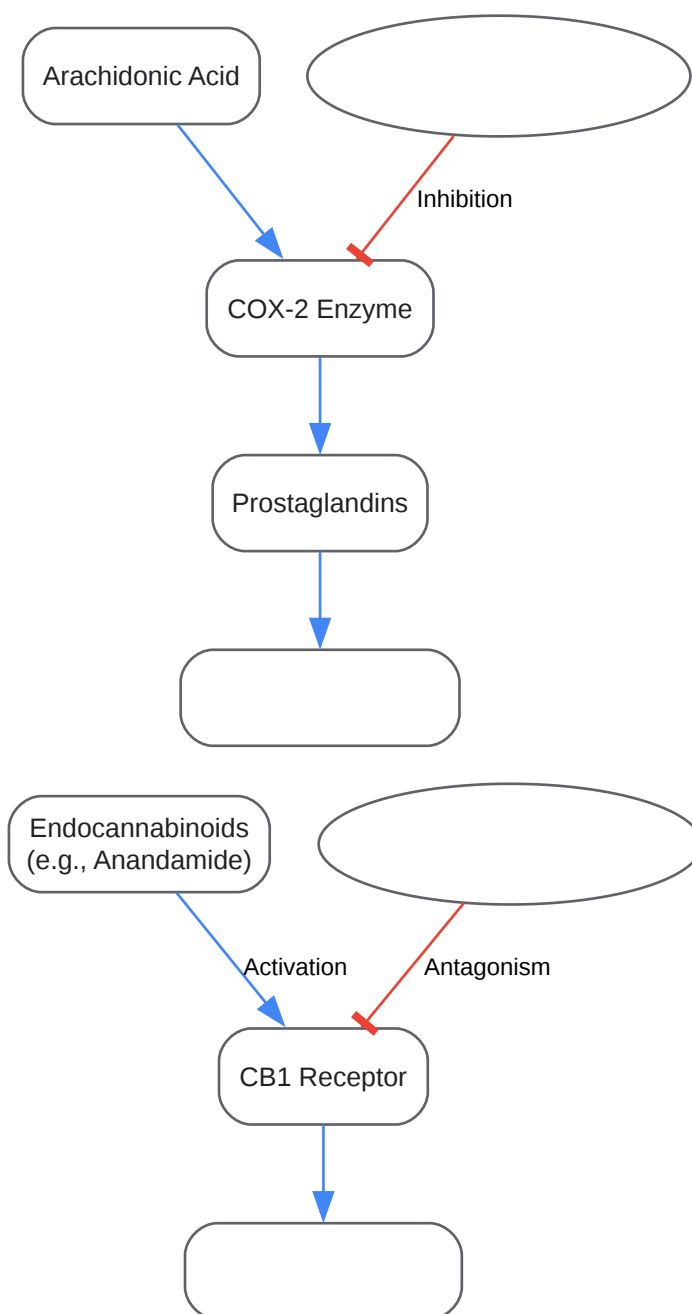 Arachidonic Acid
Inhibition
COX-2 Enzyme
Prostaglandins
Endocannabinoids
(e.g., Anandamide)
Activation
Antagonism
CB1 Receptor